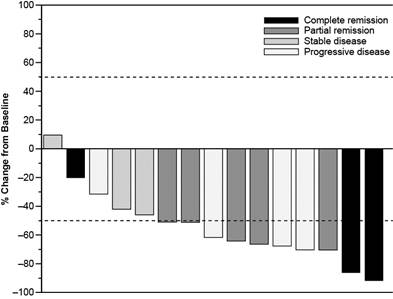 100
80
60
40
20
0
−20
−40
−60
−80
−100
% Change from Baseline
Complete remission
Partial remission
Stable disease
Progressive disease